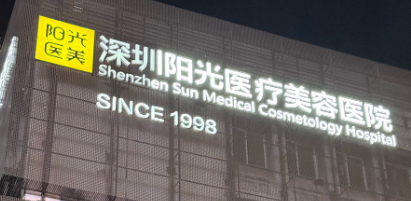 阳光
医美
深圳阳光医疗美容医院
Shenzhen Sun Medical Cosmetology Hospital
SINCE 1998